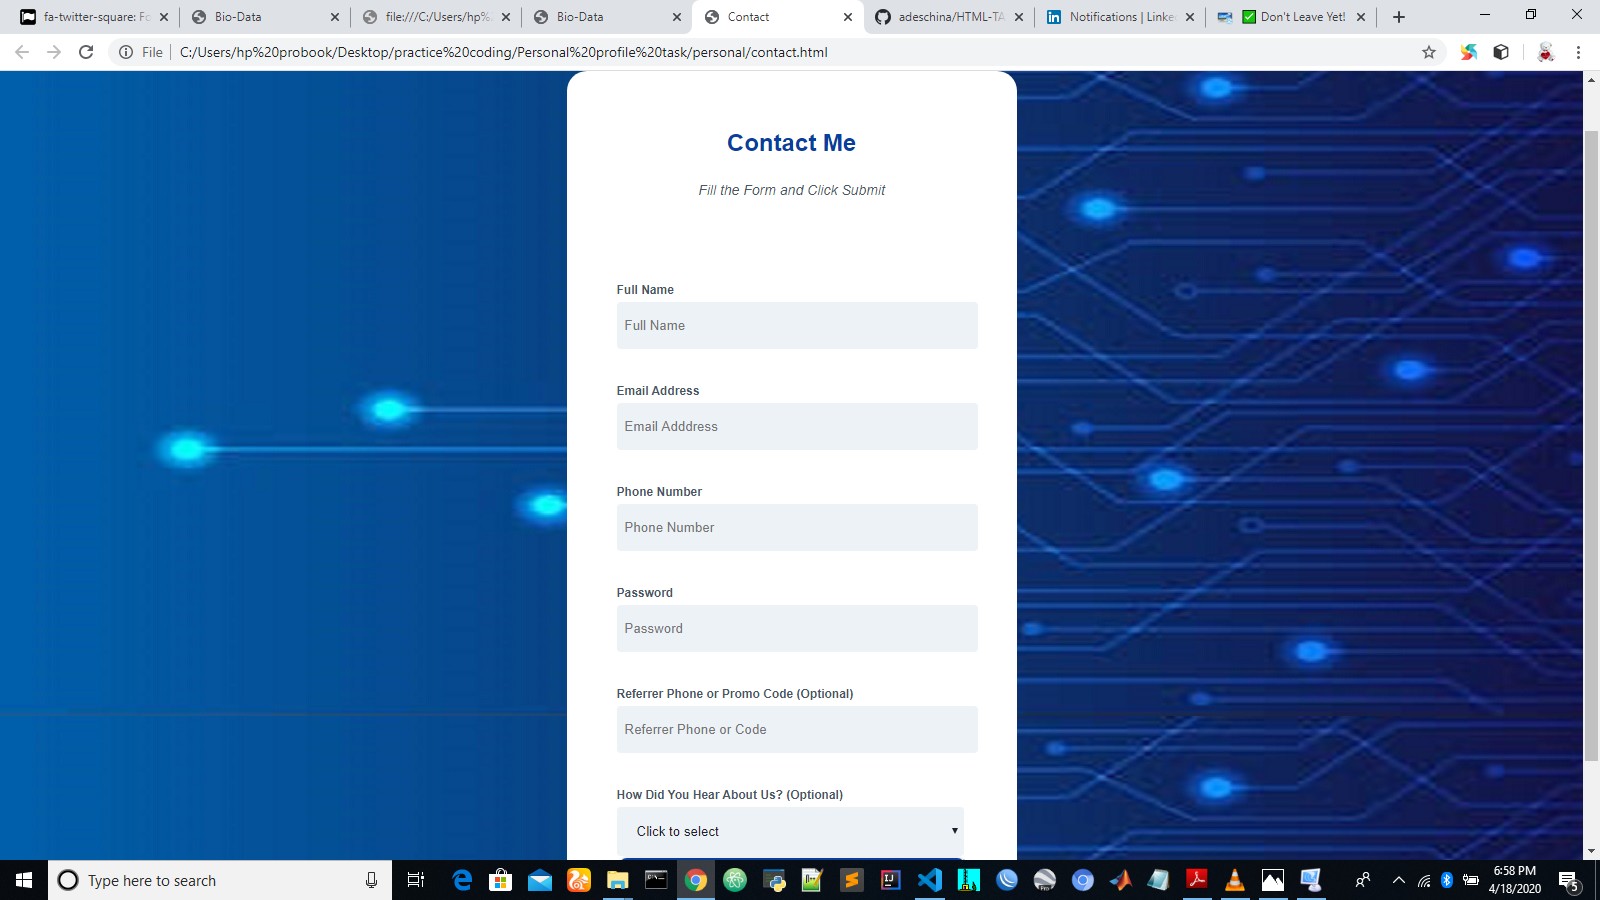 fa-twitter-square: Fo
Bio-Data
file:///C:/Users/hp%2
Bio-Data
Contact
adeschina/HTML-TA
Notifications | Linke
Don't Leave Yet!
File
C:/Users/hp%20probook/Desktop/practice%20coding/Personal%20profile%20task/personal/contact.html
Contact Me
Fill the Form and Click Submit
Full Name
Full Name
Email Address
Email Adddress
Phone Number
Phone Number
Password
Password
Referrer Phone or Promo Code (Optional)
Referrer Phone or Code
How Did You Hear About Us? (Optional)
Click to select
Type here to search
6:58 PM
4/18/2020
5